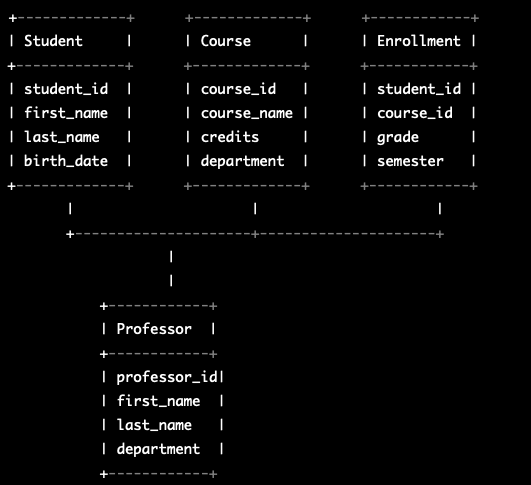 +-------------+      +-------------+      +------------+
| Student     |      | Course      |      | Enrollment |
+-------------+      +-------------+      +------------+
| student_id  |      | course_id   |      | student_id |
| first_name  |      | course_name |      | course_id  |
| last_name   |      | credits     |      | grade      |
| birth_date  |      | department  |      | semester   |
+-------------+      +-------------+      +------------+
       |                     |                     |
       +---------------------+---------------------+
                   |
                   |
           +------------+
           | Professor  |
           +------------+
           | professor_id|
           | first_name  |
           | last_name   |
           | department  |
           +------------+